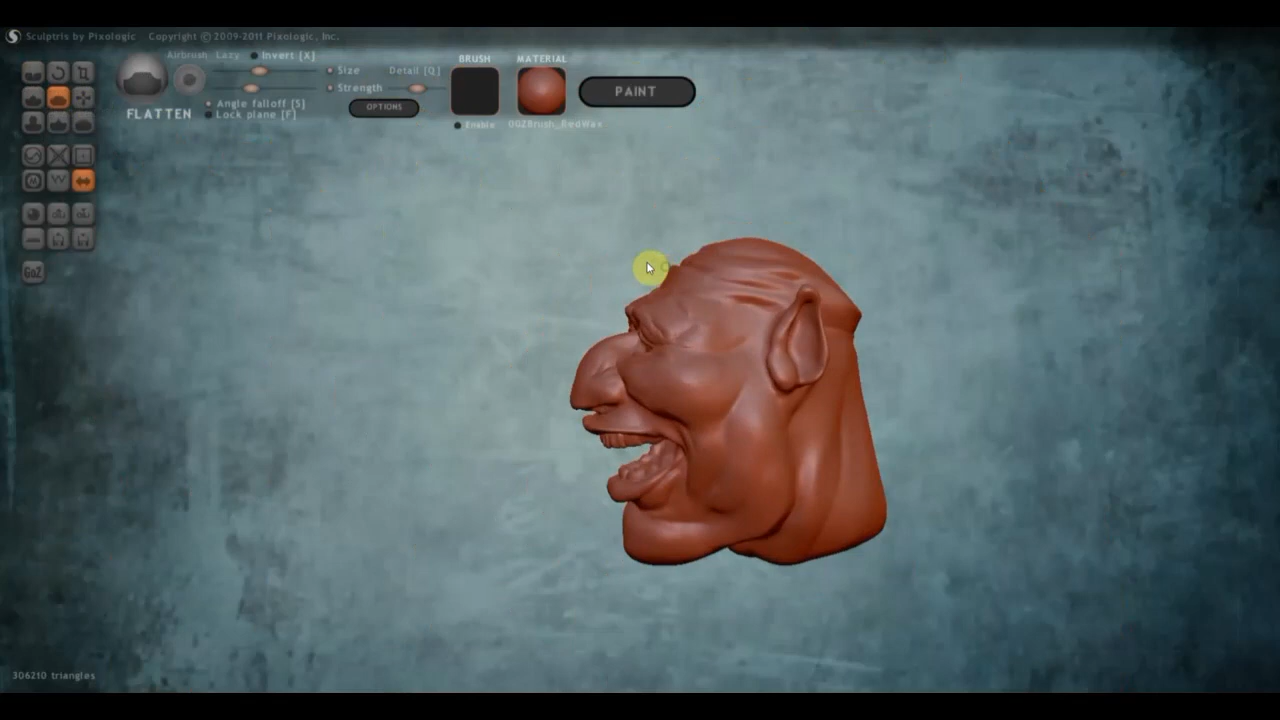 Sculptris by Pixologic Copyright © 2009-2011 Pixologic, Inc.
Airbrush Lazy Invert [X]
Size Detail [Q]
Strength
Angle falloff [S]
Lock plane [F]
FLATTEN
OPTIONS
BRUSH
Enable
MATERIAL
0GZBrush_RedWax
PAINT
GoZ
306210 triangles